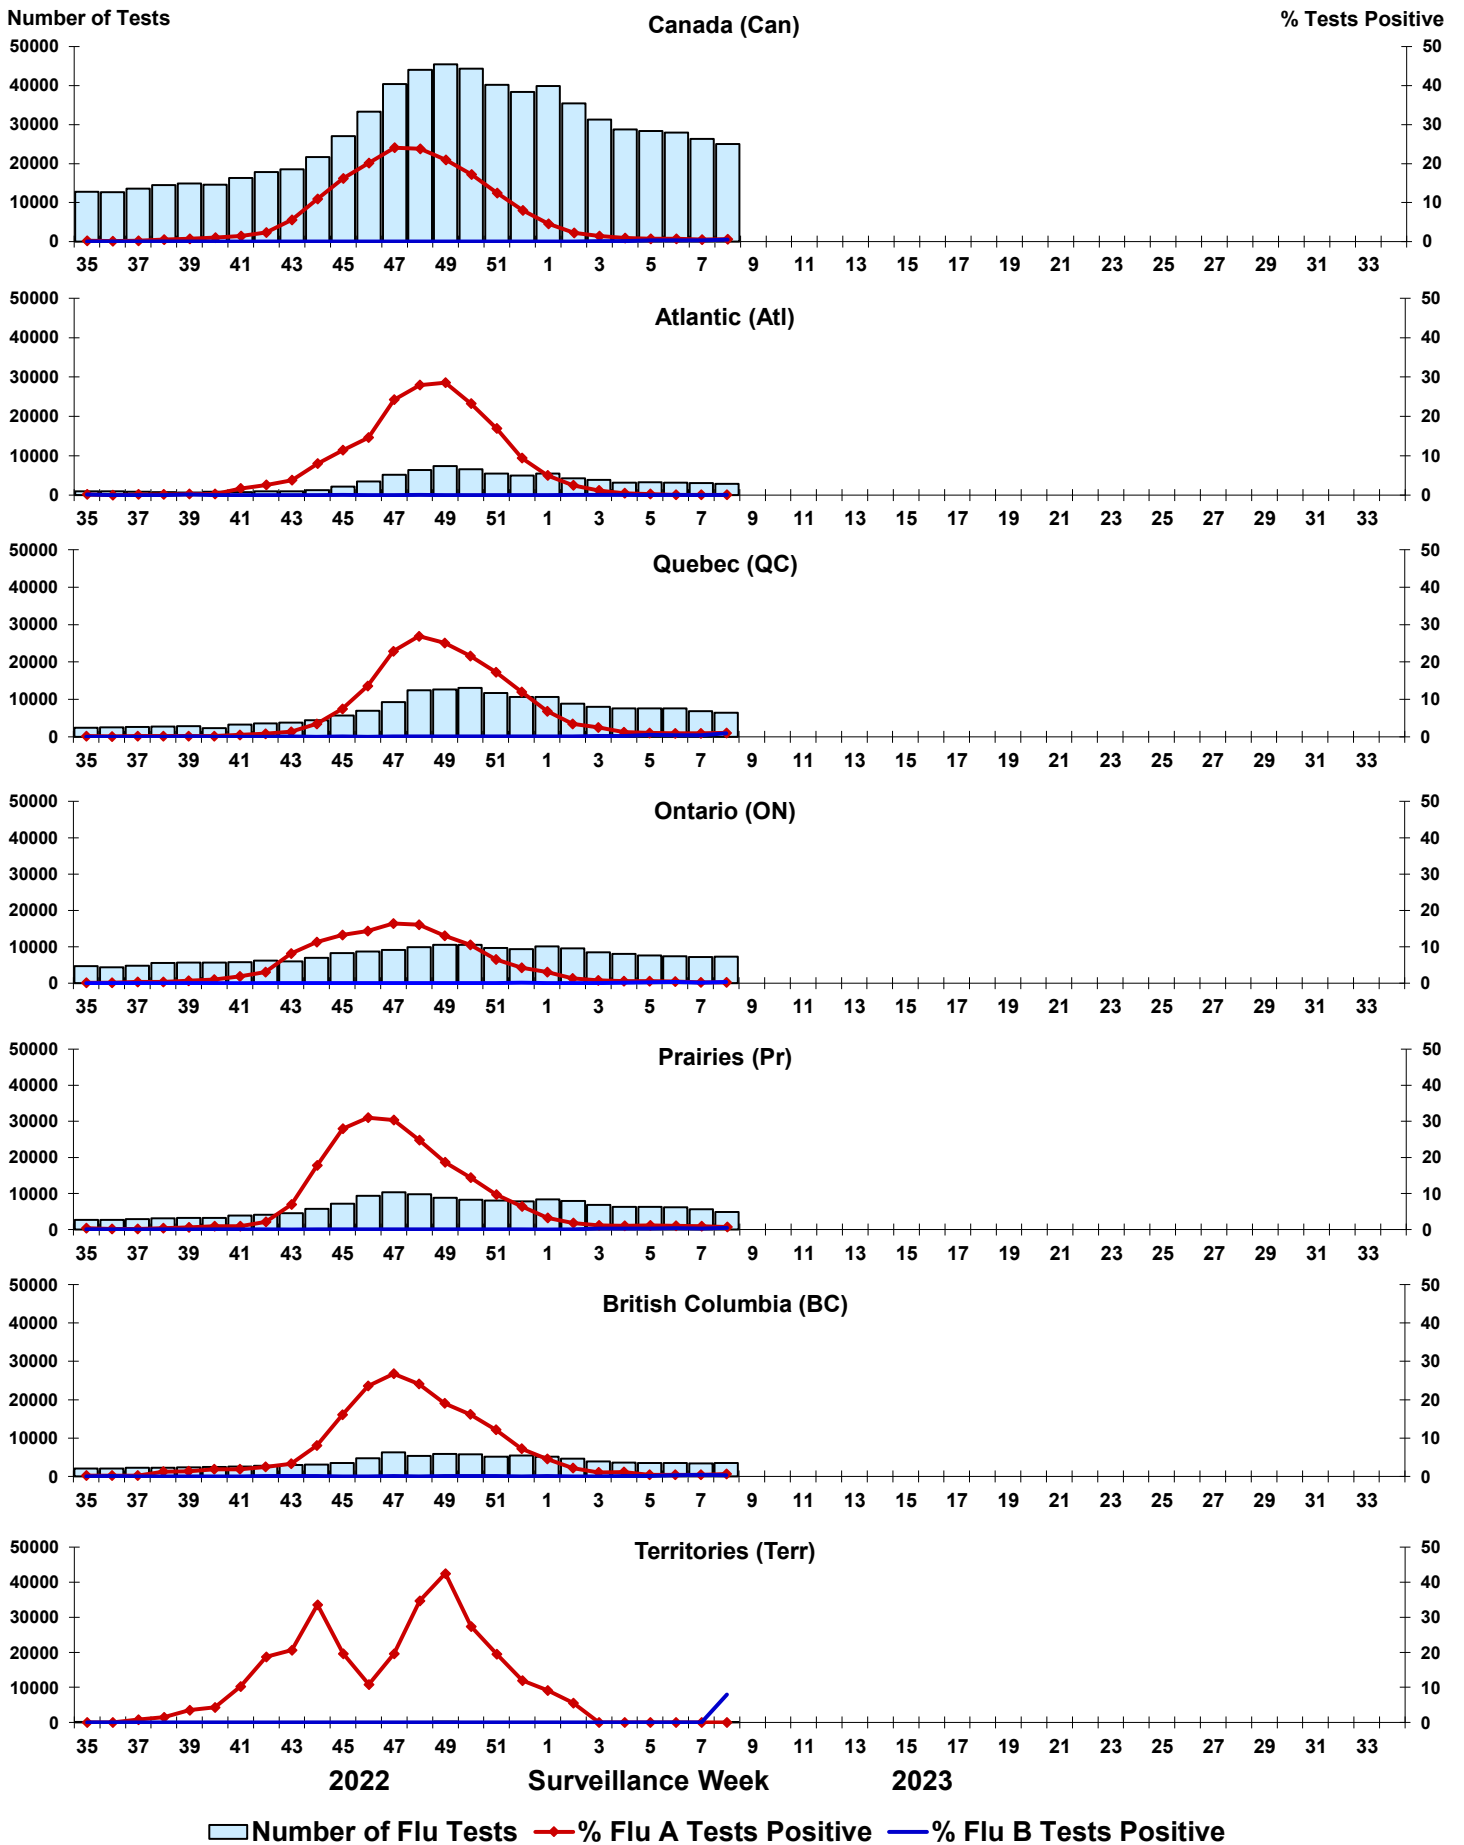 Number of Tests Canada (Can) % Tests Positive
50000 50
40000 40
30000 30
20000 20
10000 10
0 0
35 37 39 41 43 45 47 49 51 1 3 5 7 9 11 13 15 17 19 21 23 25 27 29 31 33
Atlantic (Atl)
50000 50
40000 40
30000 30
20000 20
10000 10
0 0
35 37 39 41 43 45 47 49 51 1 3 5 7 9 11 13 15 17 19 21 23 25 27 29 31 33
Quebec (QC)
50000 50
40000 40
30000 30
20000 20
10000 10
0 0
35 37 39 41 43 45 47 49 51 1 3 5 7 9 11 13 15 17 19 21 23 25 27 29 31 33
Ontario (ON)
50000 50
40000 40
30000 30
20000 20
10000 10
0 0
35 37 39 41 43 45 47 49 51 1 3 5 7 9 11 13 15 17 19 21 23 25 27 29 31 33
Prairies (Pr)
50000 50
40000 40
30000 30
20000 20
10000 10
0 0
35 37 39 41 43 45 47 49 51 1 3 5 7 9 11 13 15 17 19 21 23 25 27 29 31 33
British Columbia (BC)
50000 50
40000 40
30000 30
20000 20
10000 10
0 0
35 37 39 41 43 45 47 49 51 1 3 5 7 9 11 13 15 17 19 21 23 25 27 29 31 33
Territories (Terr)
50000 50
40000 40
30000 30
20000 20
10000 10
0 0
35 37 39 41 43 45 47 49 51 1 3 5 7 9 11 13 15 17 19 21 23 25 27 29 31 33
2022 Surveillance Week 2023
Number of Flu Tests % Flu A Tests Positive % Flu B Tests Positive